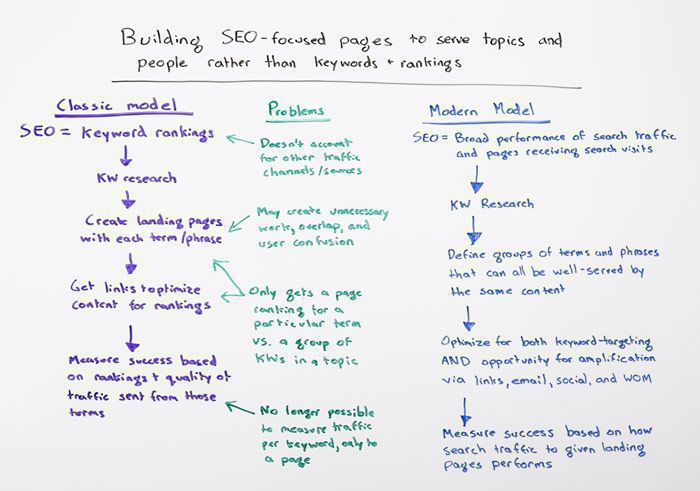 Building SEO-focused pages to serve topics and
people rather than keywords + rankings
Classic model
SEO = Keyword rankings
KW research
Create landing pages
with each term/phrase
Get links + optimize
content for rankings
Measure success based
on rankings + quality of
traffic sent from those
terms
Problems
Doesn't account
for other traffic
channels/sources
May create unnecessary
work, overlap, and
user confusion
Only gets a page
ranking for a
particular term
vs. a group of
KWs in a topic
No longer possible
to measure traffic
per keyword, only to
a page
Modern Model
SEO = Broad performance of search traffic
and pages receiving search visits
KW Research
Define groups of terms and phrases
that can all be well-served by
the same content
Optimize for both keyword-targeting
AND opportunity for amplification
via links, email, social, and WOM
Measure success based on how
search traffic to given landing
pages performs